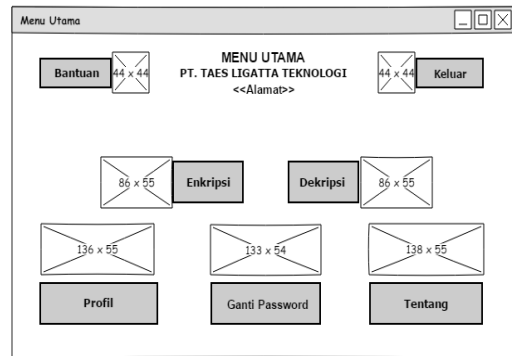 Menu Utama
MENU UTAMA
Bantuan
44 x 44
PT. TAES LIGATTA TEKNOLOGI
44 x 44
Keluar
<<Alamat>>
86 x 55
Enkripsi
Dekripsi
86 x 55
136 x 55
133 x 54
138 x 55
Profil
Ganti Password
Tentang